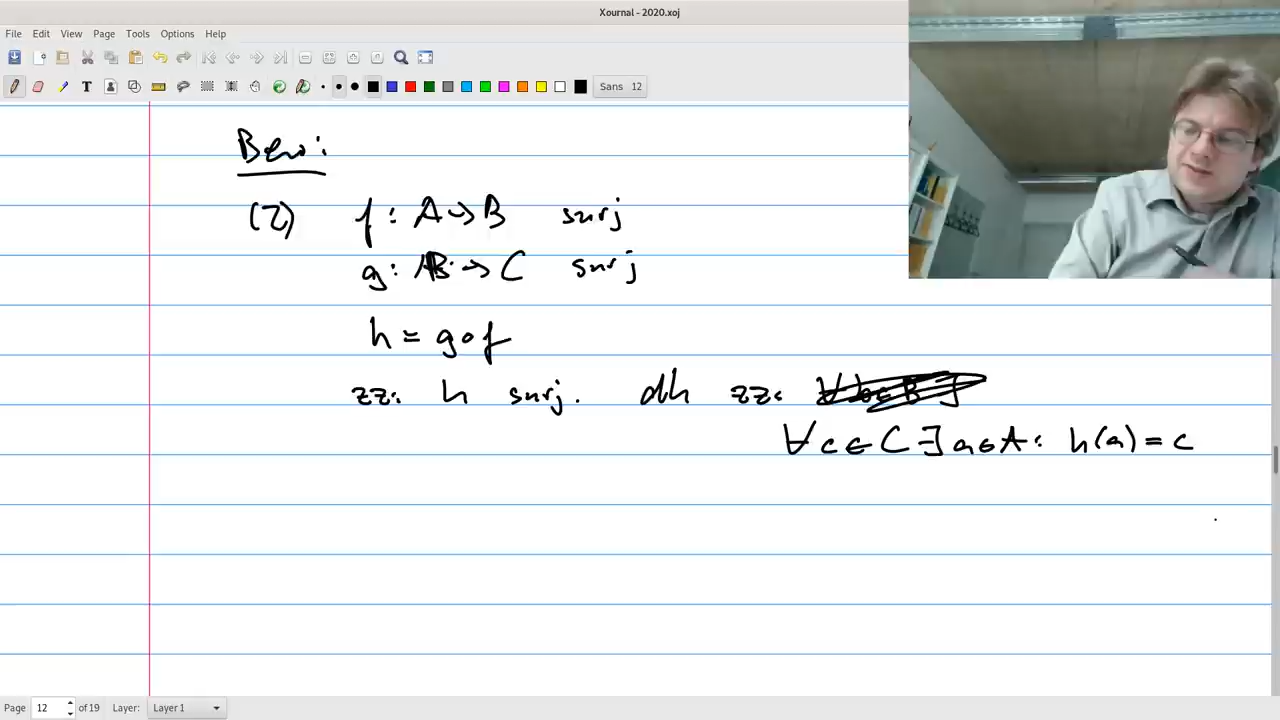 Xournal - 2020.xoj
File Edit View Page Tools Options Help
Sans 12
Bew:
(2) f: A → B surj
g: B → C surj
h = g∘f
zz: h surj. dh zz:
∀ c ∈ C ∃ a ∈ A: h(a) = c
Page 12 of 19 Layer: Layer 1